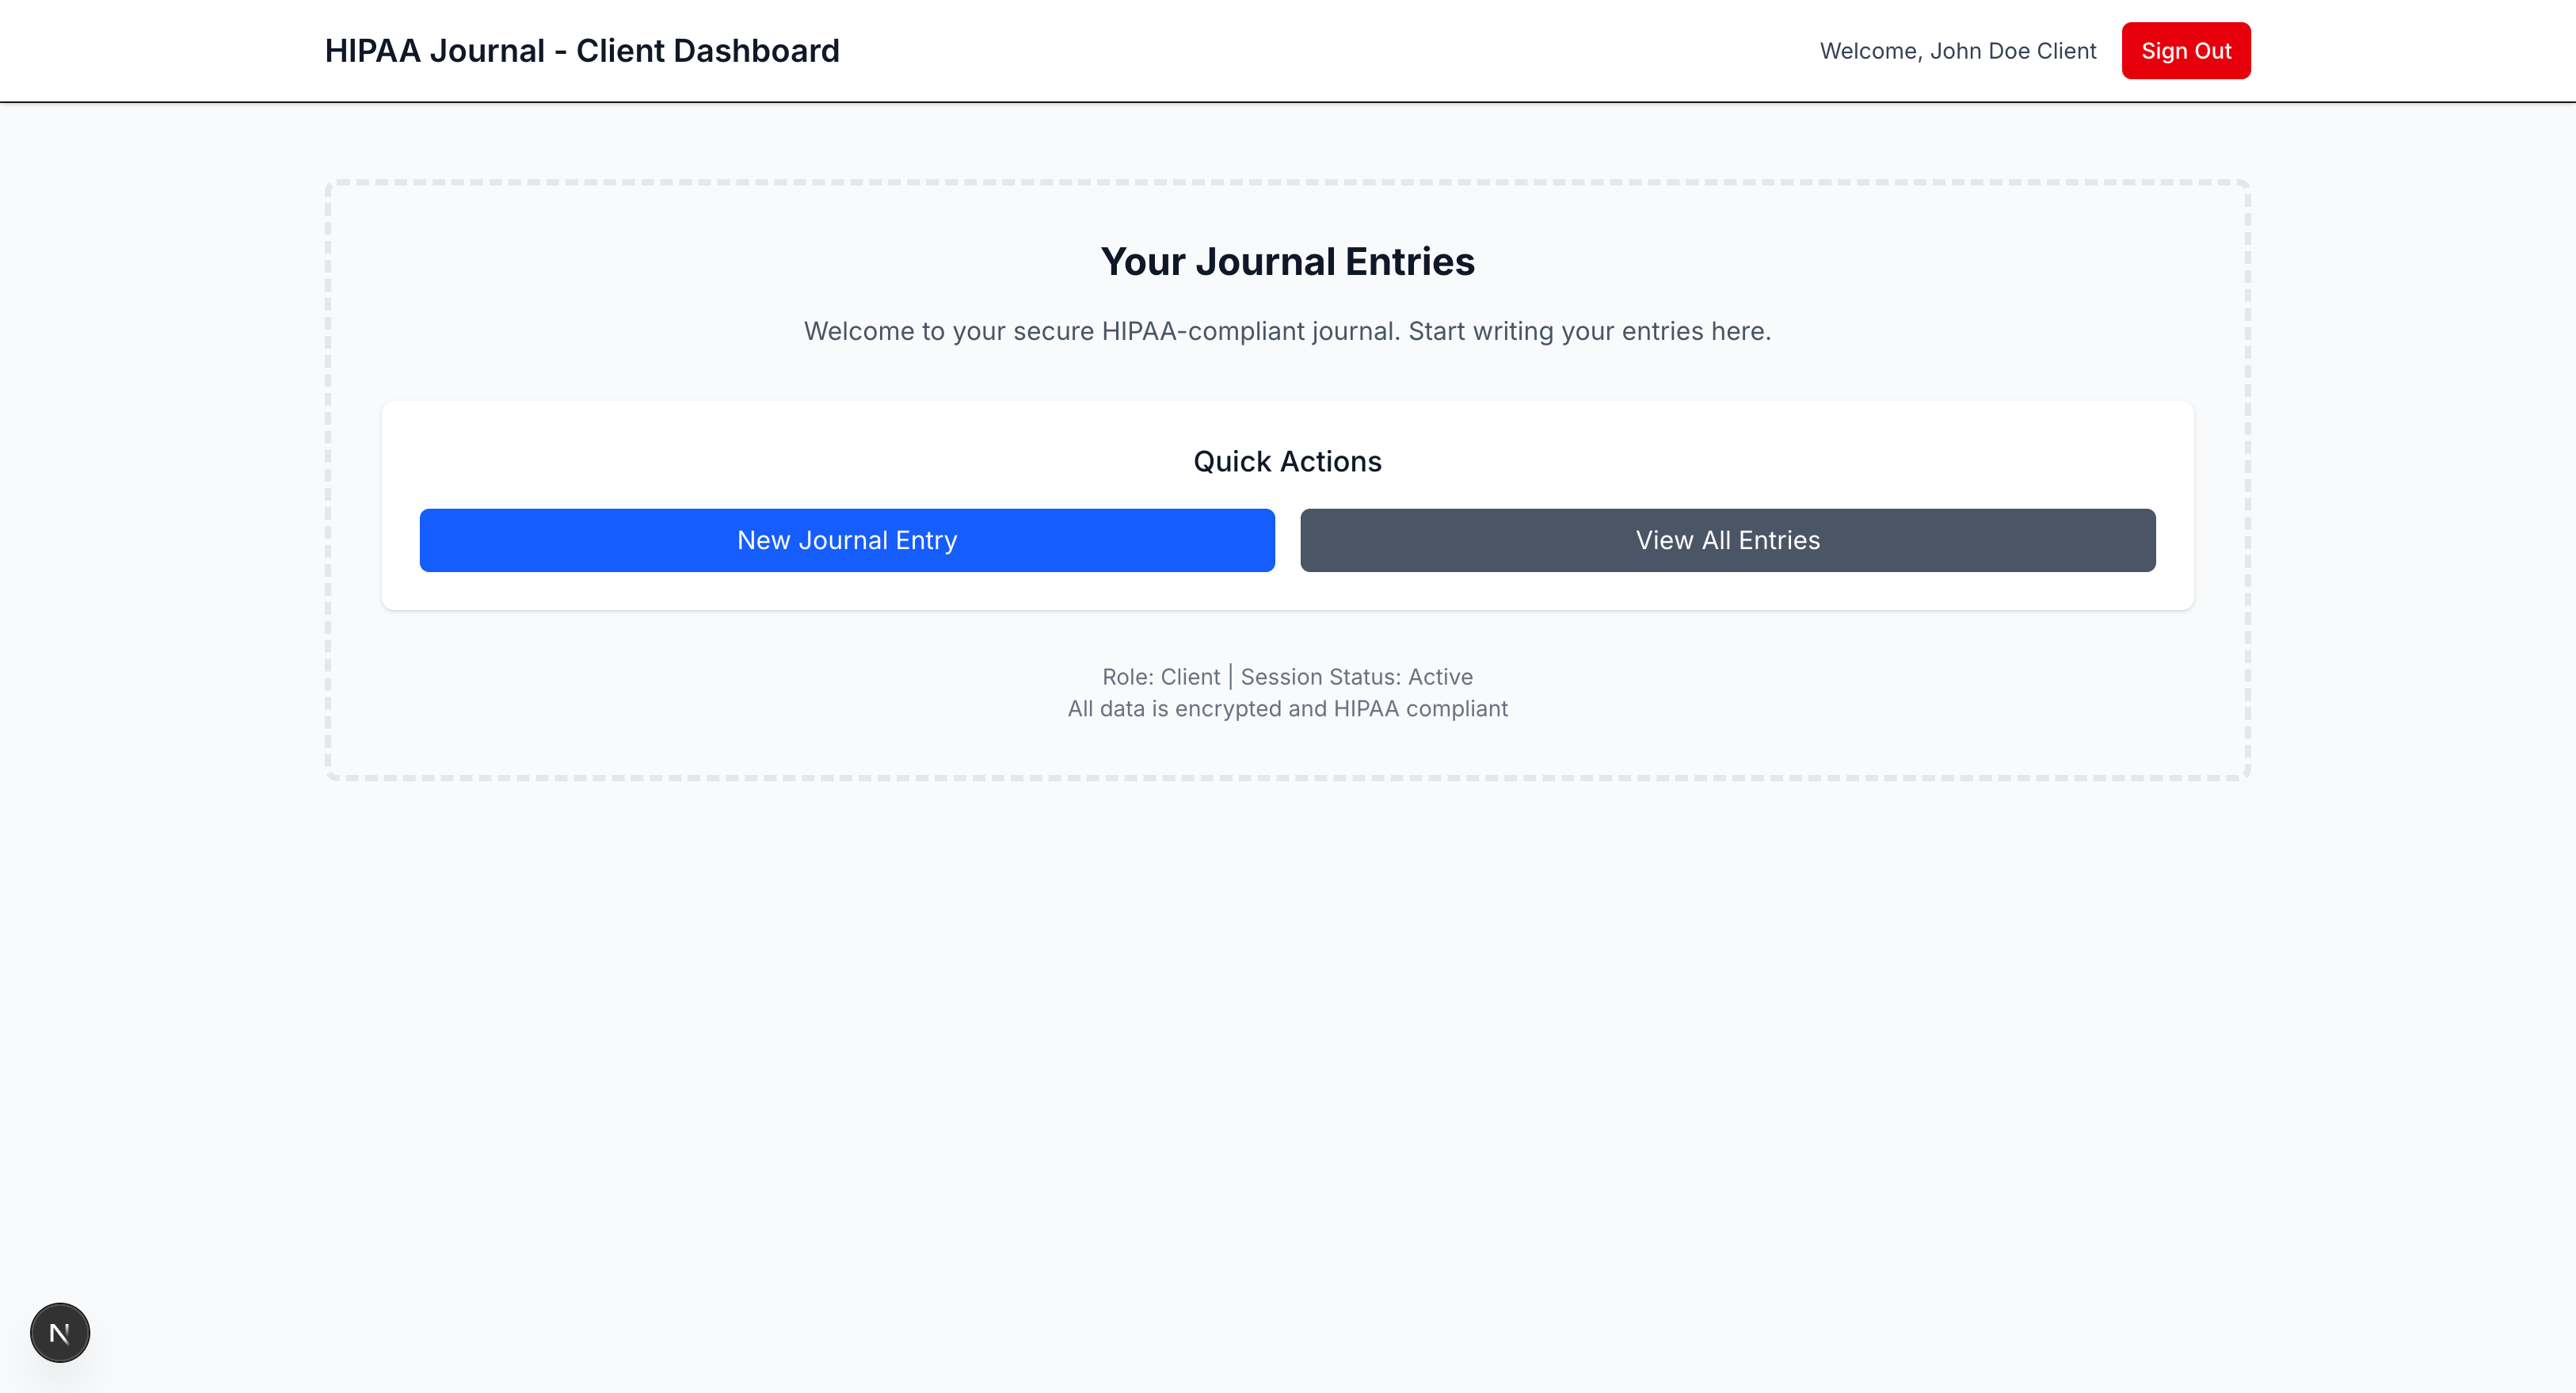 HIPAA Journal - Client Dashboard
Welcome, John Doe Client
Sign Out
Your Journal Entries
Welcome to your secure HIPAA-compliant journal. Start writing your entries here.
Quick Actions
New Journal Entry
View All Entries
Role: Client | Session Status: Active
All data is encrypted and HIPAA compliant
N